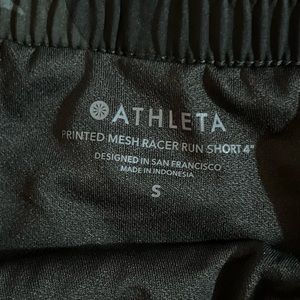 ATHLETA
PRINTED MESH RACER RUN SHORT 4"
DESIGNED IN SAN FRANCISCO
MADE IN INDONESIA
S